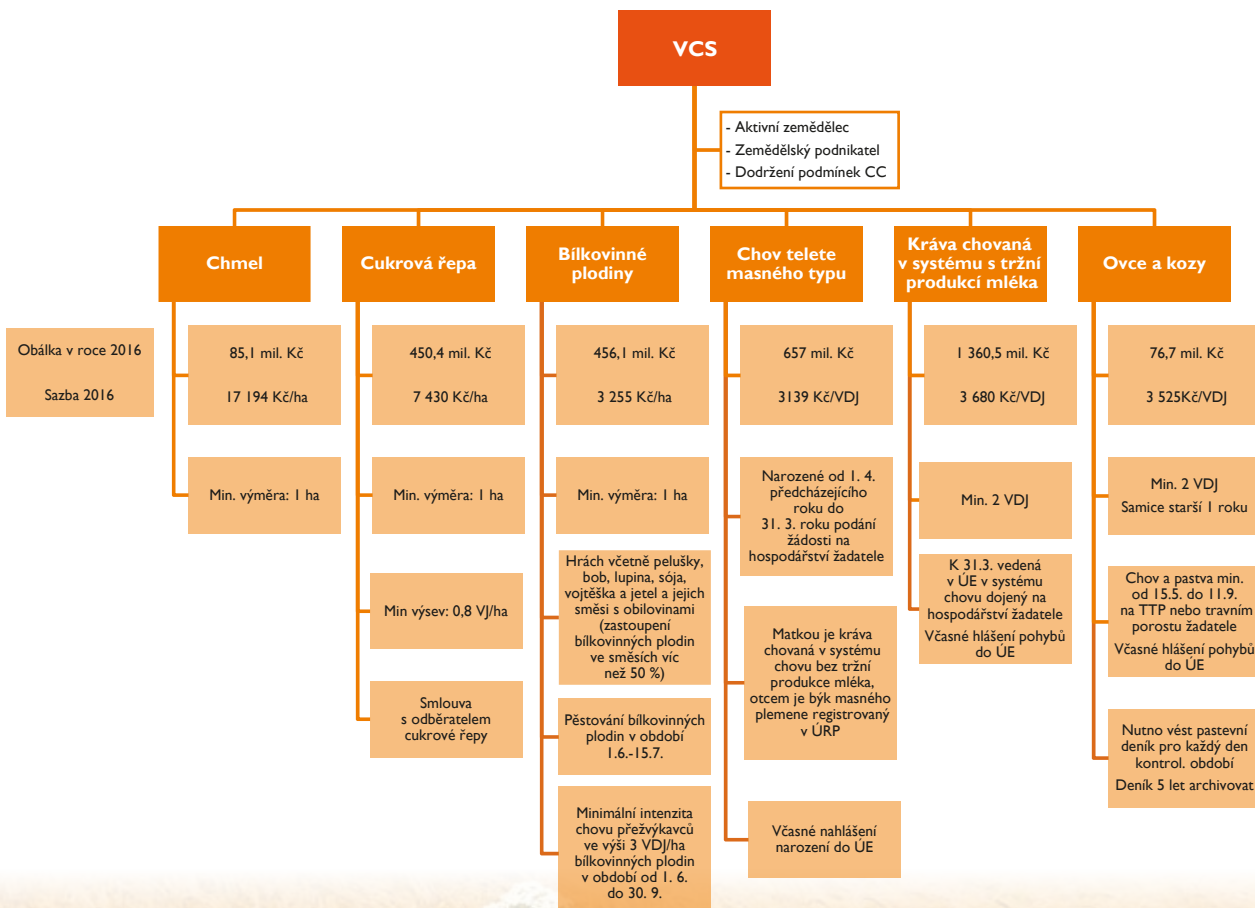 VCS
- Aktivní zemědělec
- Zemědělský podnikatel
- Dodržení podmínek CC
Chmel
Cukrová řepa
Bílkovinné
plodiny
Chov telete
masného typu
Kráva chovaná
v systému s tržní
produkcí mléka
Ovce a kozy
Obálka v roce 2016
Sazba 2016
85,1 mil. Kč
17 194 Kč/ha
450,4 mil. Kč
7 430 Kč/ha
456,1 mil. Kč
3 255 Kč/ha
657 mil. Kč
3139 Kč/VDJ
1 360,5 mil. Kč
3 680 Kč/VDJ
76,7 mil. Kč
3 525Kč/VDJ
Min. výměra: 1 ha
Min. výměra: 1 ha
Min. výměra: 1 ha
Narozené od 1. 4.
předcházejícího
roku do
31. 3. roku podání
žádosti na
hospodářství žadatele
Min. 2 VDJ
Min. 2 VDJ
Samice starší 1 roku
Min výsev: 0,8 VJ/ha
Hrách včetně pelušky,
bob, lupina, sója,
vojtěška a jetel a jejich
směsi s obilovinami
(zastoupení
bílkovinných plodin
ve směsích víc
než 50 %)
Matkou je kráva
chovaná v systému
chovu bez tržní
produkce mléka,
otcem je býk masného
plemene registrovaný
v ÚRP
K 31.3. vedená
v ÚE v systému
chovu dojený na
hospodářství žadatele
Včasné hlášení pohybů
do ÚE
Chov a pastva min.
od 15.5. do 11.9.
na TTP nebo travním
porostu žadatele
Včasné hlášení pohybů
do ÚE
Smlouva
s odběratelem
cukrové řepy
Pěstování bílkovinných
plodin v období
1.6.-15.7.
Nutno vést pastevní
deník pro každý den
kontrol. období
Deník 5 let archivovat
Minimální intenzita
chovu přežvýkavců
ve výši 3 VDJ/ha
bílkovinných plodin
v období od 1. 6.
do 30. 9.
Včasné nahlášení
narození do ÚE